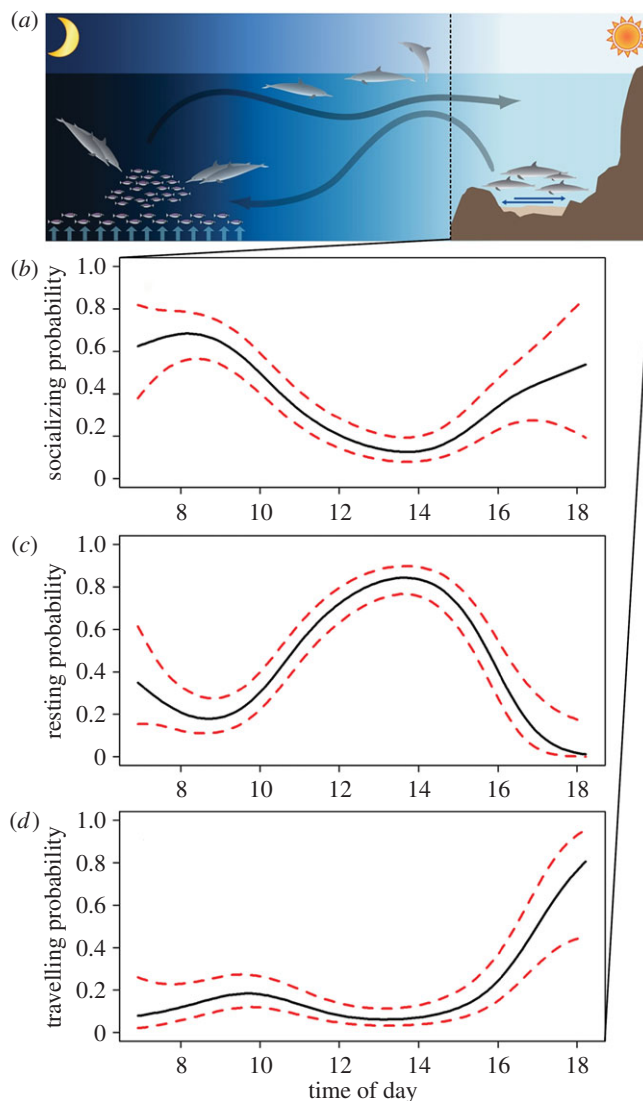 (a)
(b)
socializing probability
1.0
0.8
0.6
0.4
0.2
0
8 10 12 14 16 18
(c)
resting probability
1.0
0.8
0.6
0.4
0.2
0
8 10 12 14 16 18
(d)
travelling probability
1.0
0.8
0.6
0.4
0.2
0
8 10 12 14 16 18
time of day